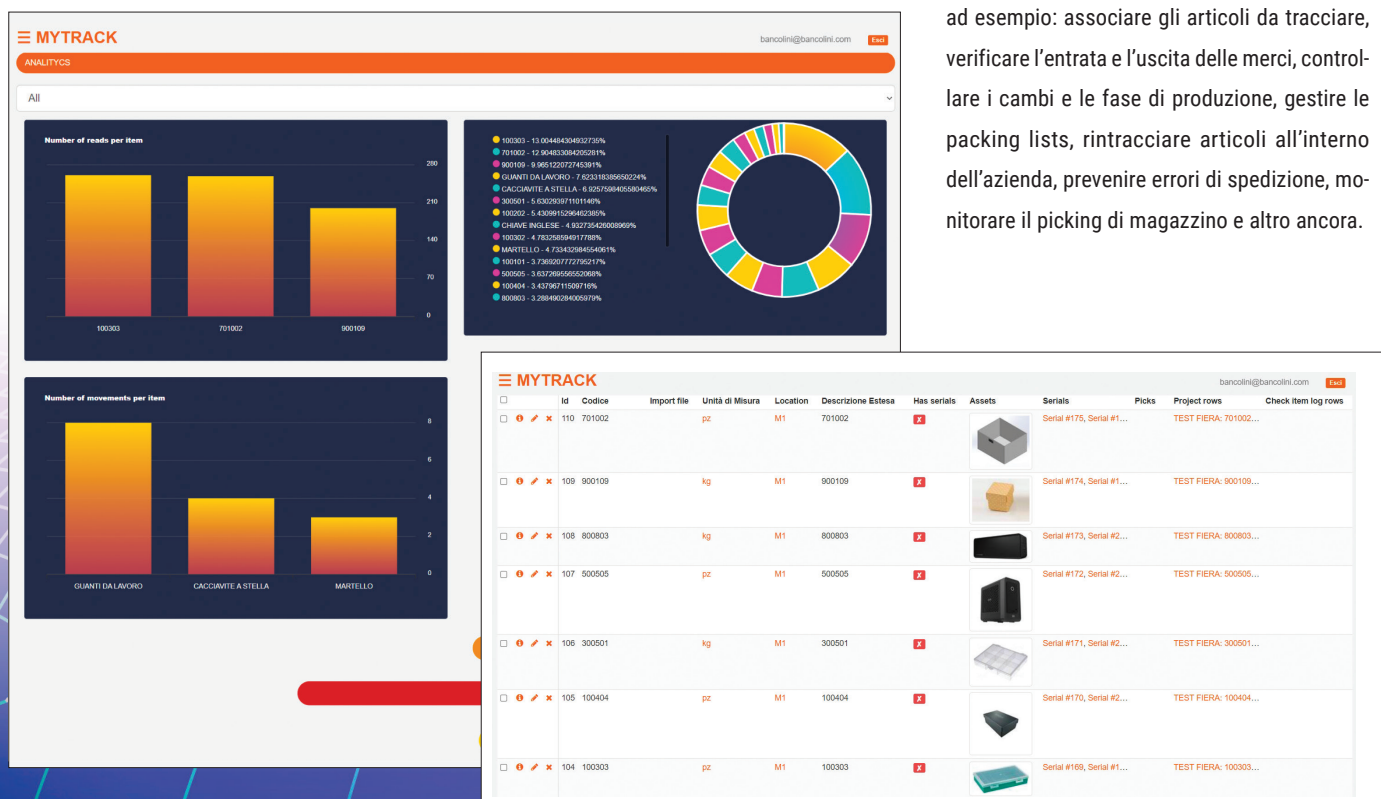 ad esempio: associare gli articoli da tracciare,
verificare l'entrata e l'uscita delle merci, control-
lare i cambi e le fase di produzione, gestire le
packing lists, rintracciare articoli all'interno
dell'azienda, prevenire errori di spedizione, mo-
nitorare il picking di magazzino e altro ancora.
☰ MYTRACK
bancolini@bancolini.com Esci
ANALITYCS
All
Number of reads per item
280
210
140
70
0
100303 701002 900109
100303 - 13.004484304932735%
701002 - 12.904833084205281%
900109 - 9.965122072745391%
GUANTI DA LAVORO - 7.623318385650224%
CACCIAVITE A STELLA - 6.9257598405580465%
300501 - 5.630293971101146%
100202 - 5.4309915296462385%
CHIAVE INGLESE - 4.932735426008969%
100302 - 4.783258594917788%
MARTELLO - 4.733432984554061%
100101 - 3.7369207772795217%
500505 - 3.637269556552068%
100404 - 3.43796711509716%
800803 - 3.288490284005979%
Number of movements per item
8
6
4
2
0
GUANTI DA LAVORO CACCIAVITE A STELLA MARTELLO
☰ MYTRACK
bancolini@bancolini.com Esci
Id Codice Import file Unità di Misura Location Descrizione Estesa Has serials Assets Serials Picks Project rows Check item log rows
110 701002 pz M1 701002 Serial #175, Serial #1... TEST FIERA: 701002...
109 900109 kg M1 900109 Serial #174, Serial #1... TEST FIERA: 900109...
108 800803 kg M1 800803 Serial #173, Serial #2... TEST FIERA: 800803...
107 500505 pz M1 500505 Serial #172, Serial #2... TEST FIERA: 500505...
106 300501 kg M1 300501 Serial #171, Serial #2... TEST FIERA: 300501...
105 100404 pz M1 100404 Serial #170, Serial #2... TEST FIERA: 100404...
104 100303 pz M1 100303 Serial #169, Serial #1... TEST FIERA: 100303...